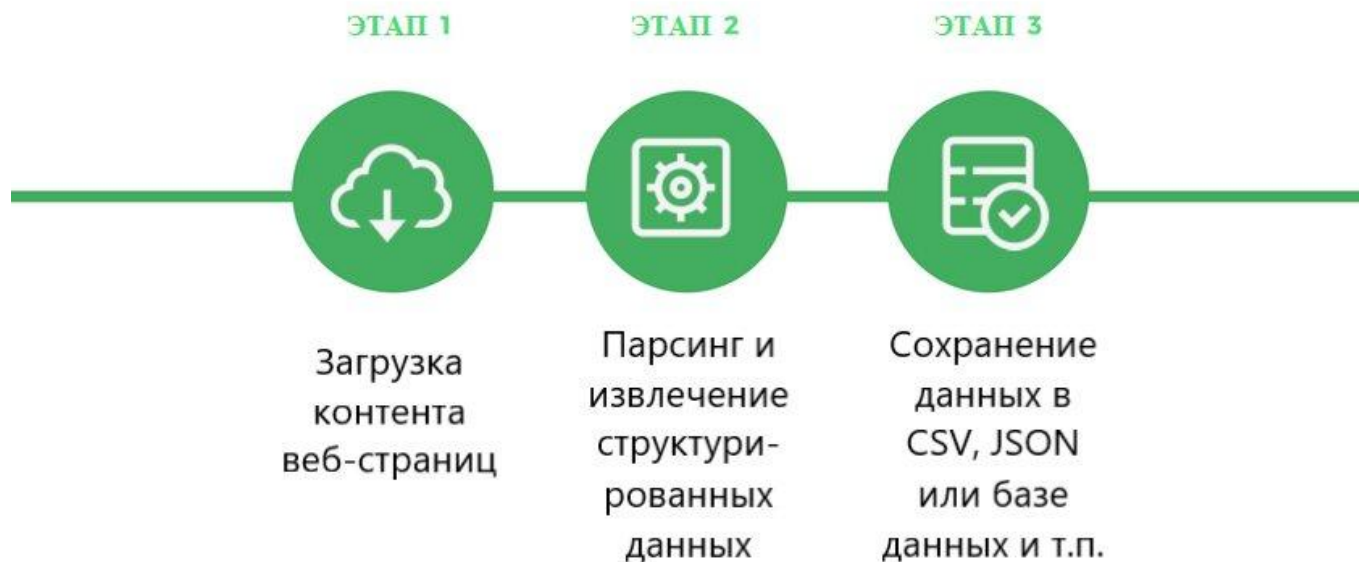 ЭТАП 1
ЭТАП 2
ЭТАП 3
Загрузка
контента
веб-страниц
Парсинг и
извлечение
структури-
рованных
данных
Сохранение
данных в
CSV, JSON
или базе
данных и т.п.